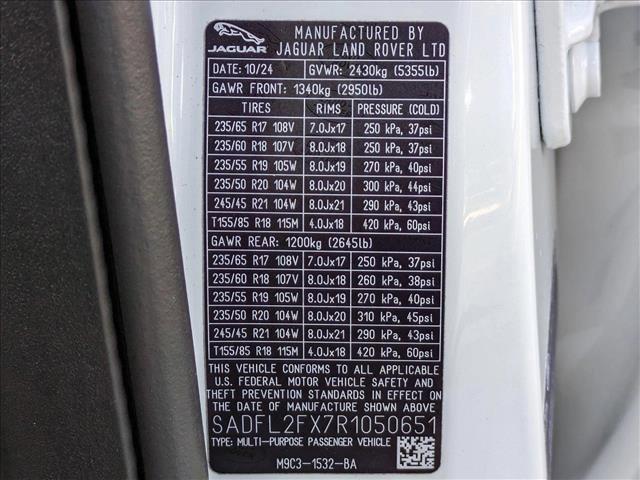 JAGUAR
MANUFACTURED BY
JAGUAR LAND ROVER LTD
DATE: 10/24 GVWR: 2430kg (5355lb)
GAWR FRONT: 1340kg (2950lb)
TIRES RIMS PRESSURE (COLD)
235/65 R17 108V 7.0Jx17 250 kPa, 37psi
235/60 R18 107V 8.0Jx18 250 kPa, 37psi
235/55 R19 105W 8.0Jx19 270 kPa, 40psi
235/50 R20 104W 8.0Jx20 300 kPa, 44psi
245/45 R21 104W 8.0Jx21 290 kPa, 43psi
T155/85 R18 115M 4.0Jx18 420 kPa, 60psi
GAWR REAR: 1200kg (2645lb)
235/65 R17 108V 7.0Jx17 250 kPa, 37psi
235/60 R18 107V 8.0Jx18 260 kPa, 38psi
235/55 R19 105W 8.0Jx19 270 kPa, 40psi
235/50 R20 104W 8.0Jx20 310 kPa, 45psi
245/45 R21 104W 8.0Jx21 290 kPa, 43psi
T155/85 R18 115M 4.0Jx18 420 kPa, 60psi
THIS VEHICLE CONFORMS TO ALL APPLICABLE
U.S. FEDERAL MOTOR VEHICLE SAFETY AND
THEFT PREVENTION STANDARDS IN EFFECT ON
THE DATE OF MANUFACTURE SHOWN ABOVE
SADFL2FX7R1050651
TYPE: MULTI-PURPOSE PASSENGER VEHICLE
M9C3-1532-BA